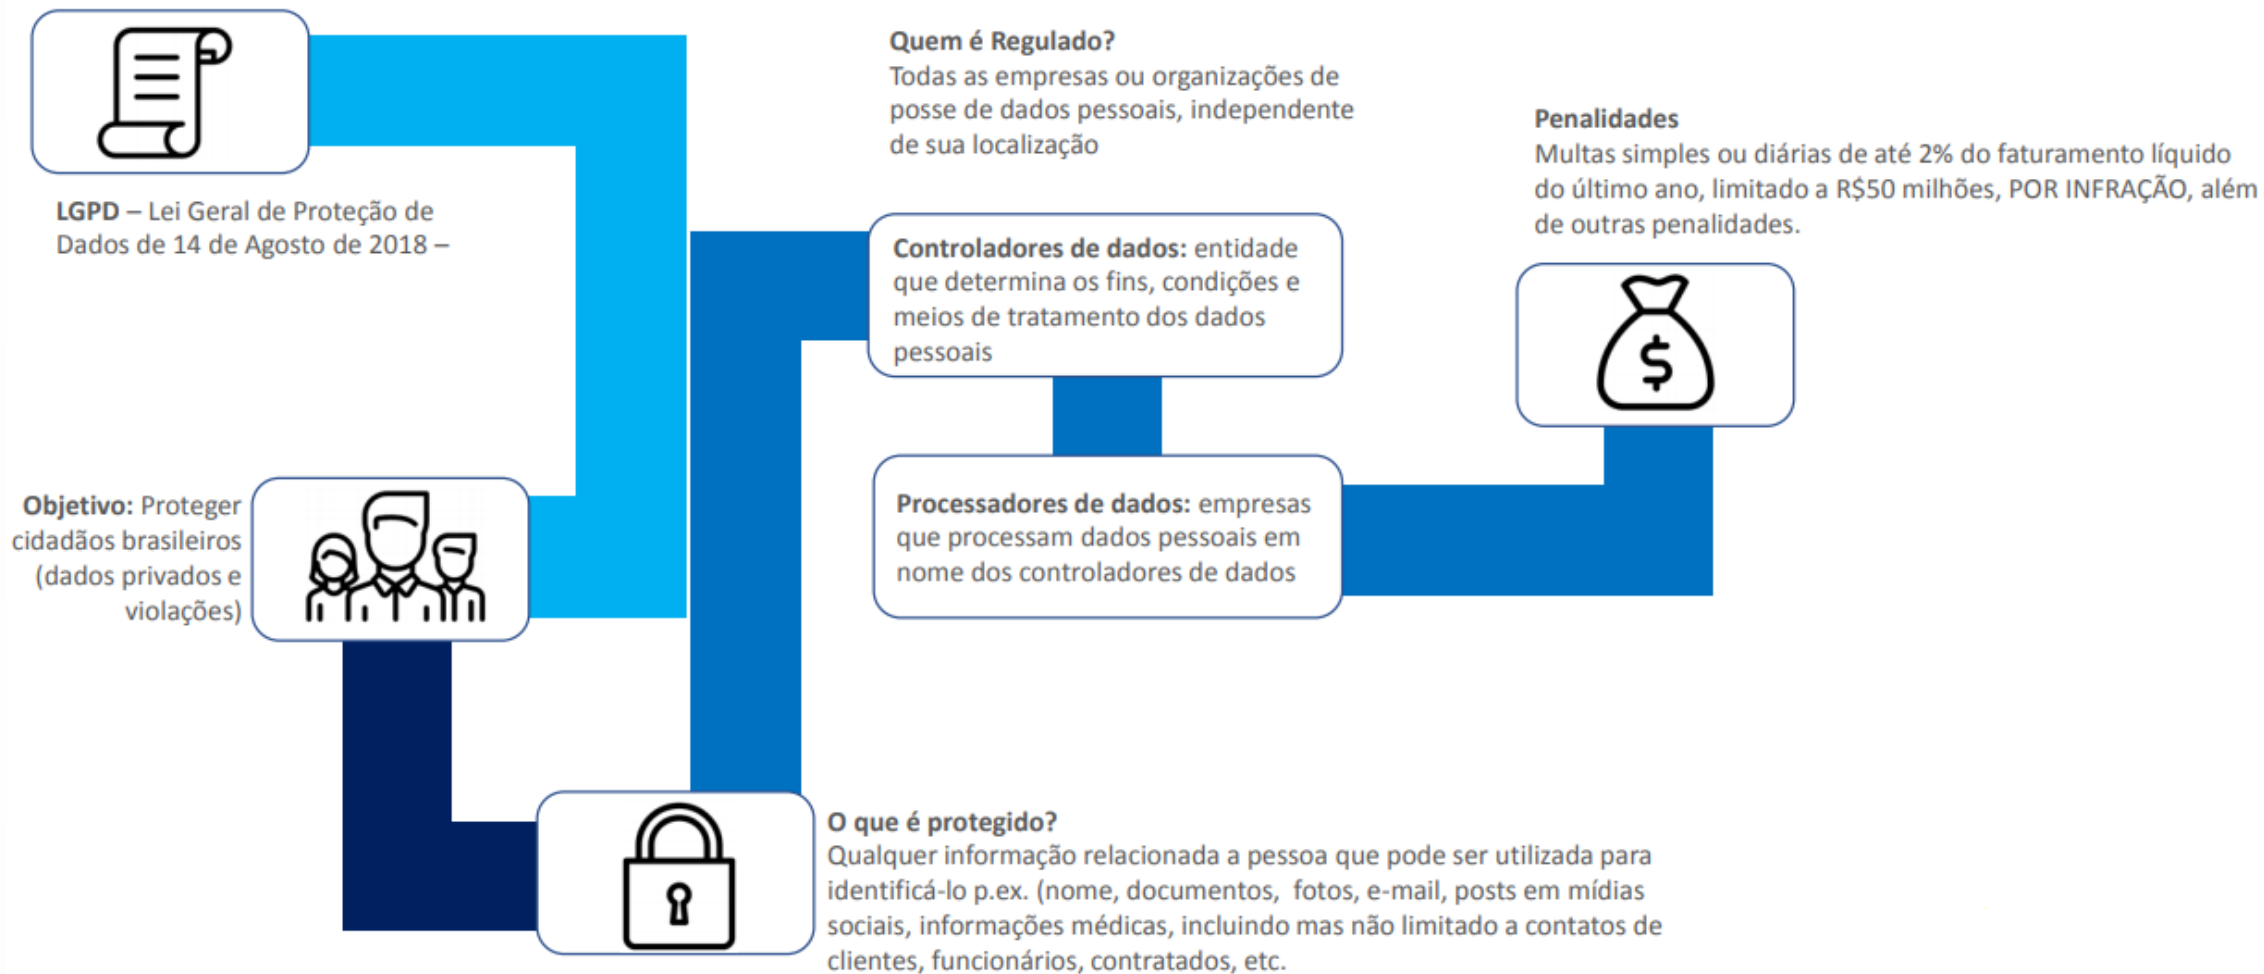 LGPD – Lei Geral de Proteção de
Dados de 14 de Agosto de 2018 –
Objetivo: Proteger
cidadãos brasileiros
(dados privados e
violações)
O que é protegido?
Qualquer informação relacionada a pessoa que pode ser utilizada para
identificá-lo p.ex. (nome, documentos, fotos, e-mail, posts em mídias
sociais, informações médicas, incluindo mas não limitado a contatos de
clientes, funcionários, contratados, etc.
Quem é Regulado?
Todas as empresas ou organizações de
posse de dados pessoais, independente
de sua localização
Controladores de dados: entidade
que determina os fins, condições e
meios de tratamento dos dados
pessoais
Processadores de dados: empresas
que processam dados pessoais em
nome dos controladores de dados
Penalidades
Multas simples ou diárias de até 2% do faturamento líquido
do último ano, limitado a R$50 milhões, POR INFRAÇÃO, além
de outras penalidades.
$